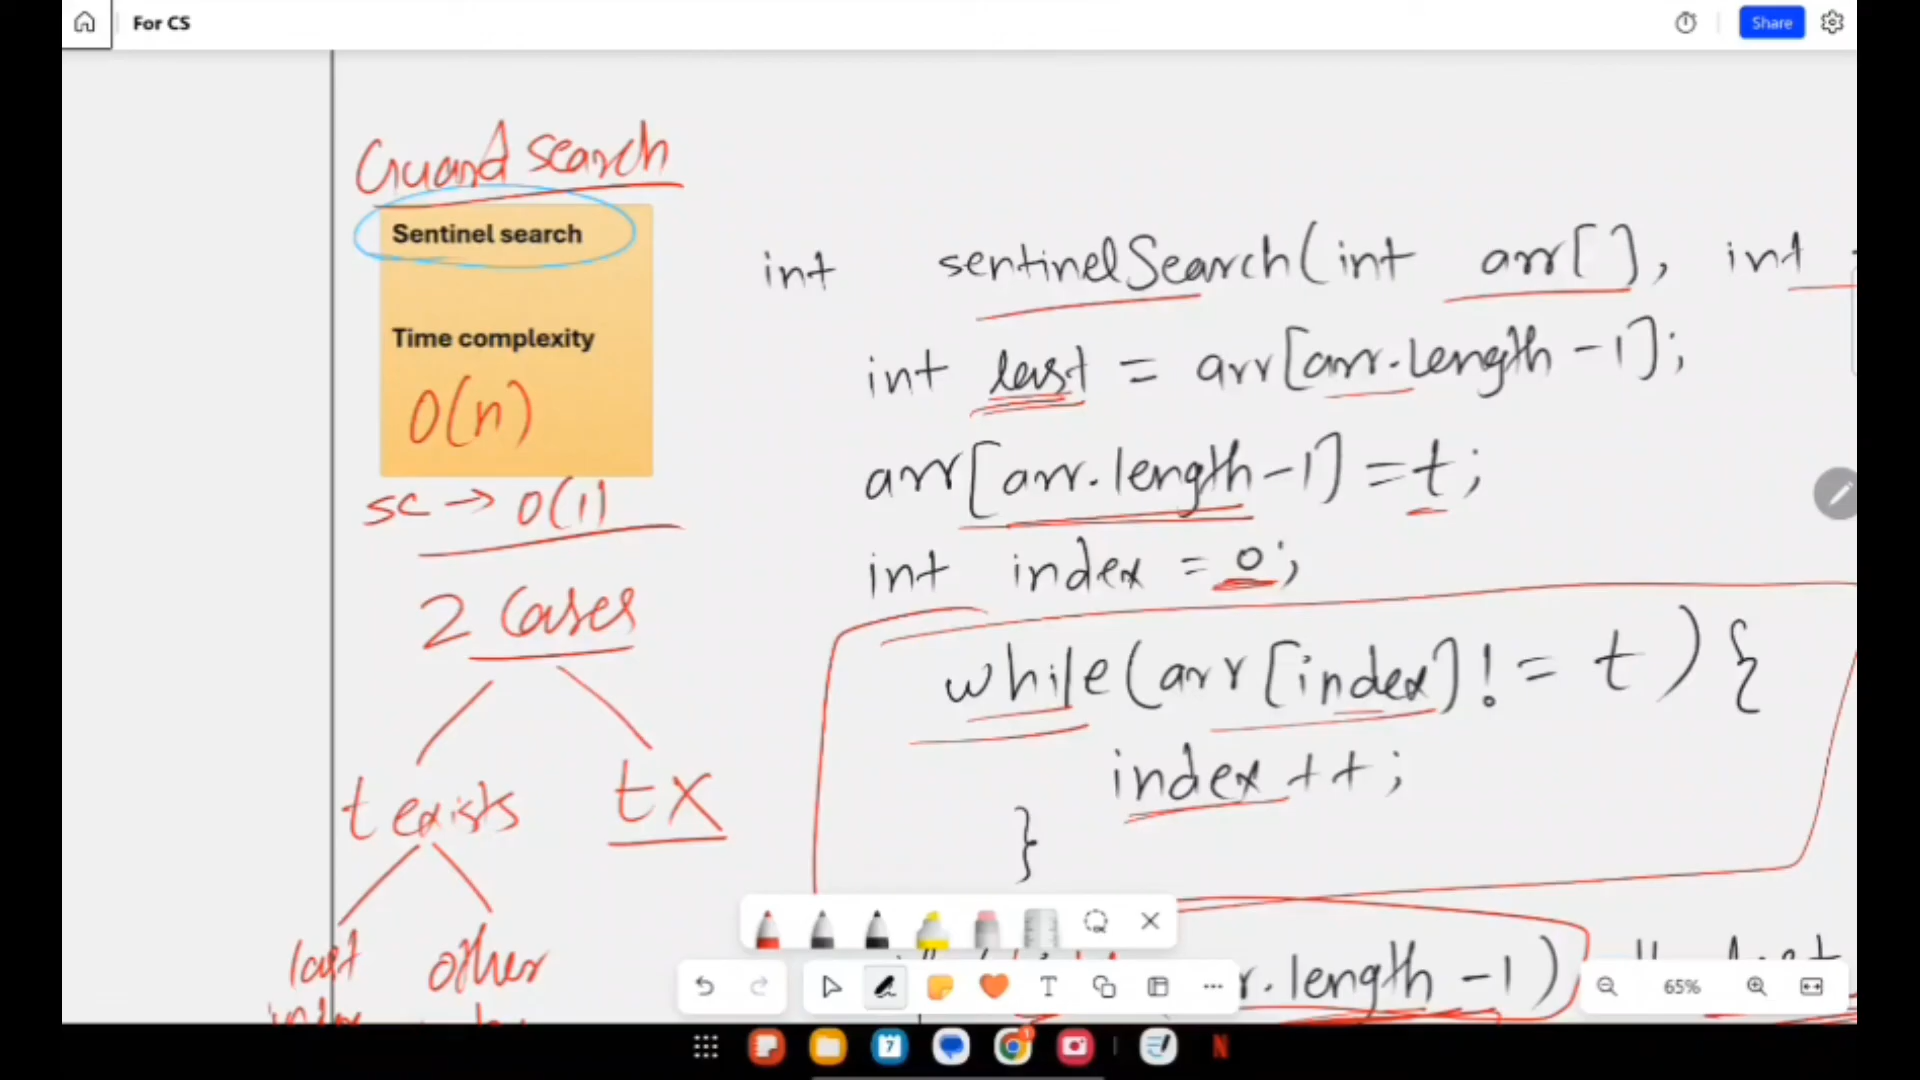 For CS
Share
Guard search
Sentinel search
Time complexity
O(n)
SC → O(1)
2 Cases
t exists
tx
last
other
int sentinelSearch(int arr[], int
int last = arr[arr.length-1];
arr[arr.length-1] = t;
int index = 0;
while(arr[index] != t) {
index ++;
}
r.length -1) ||
65%
7
N